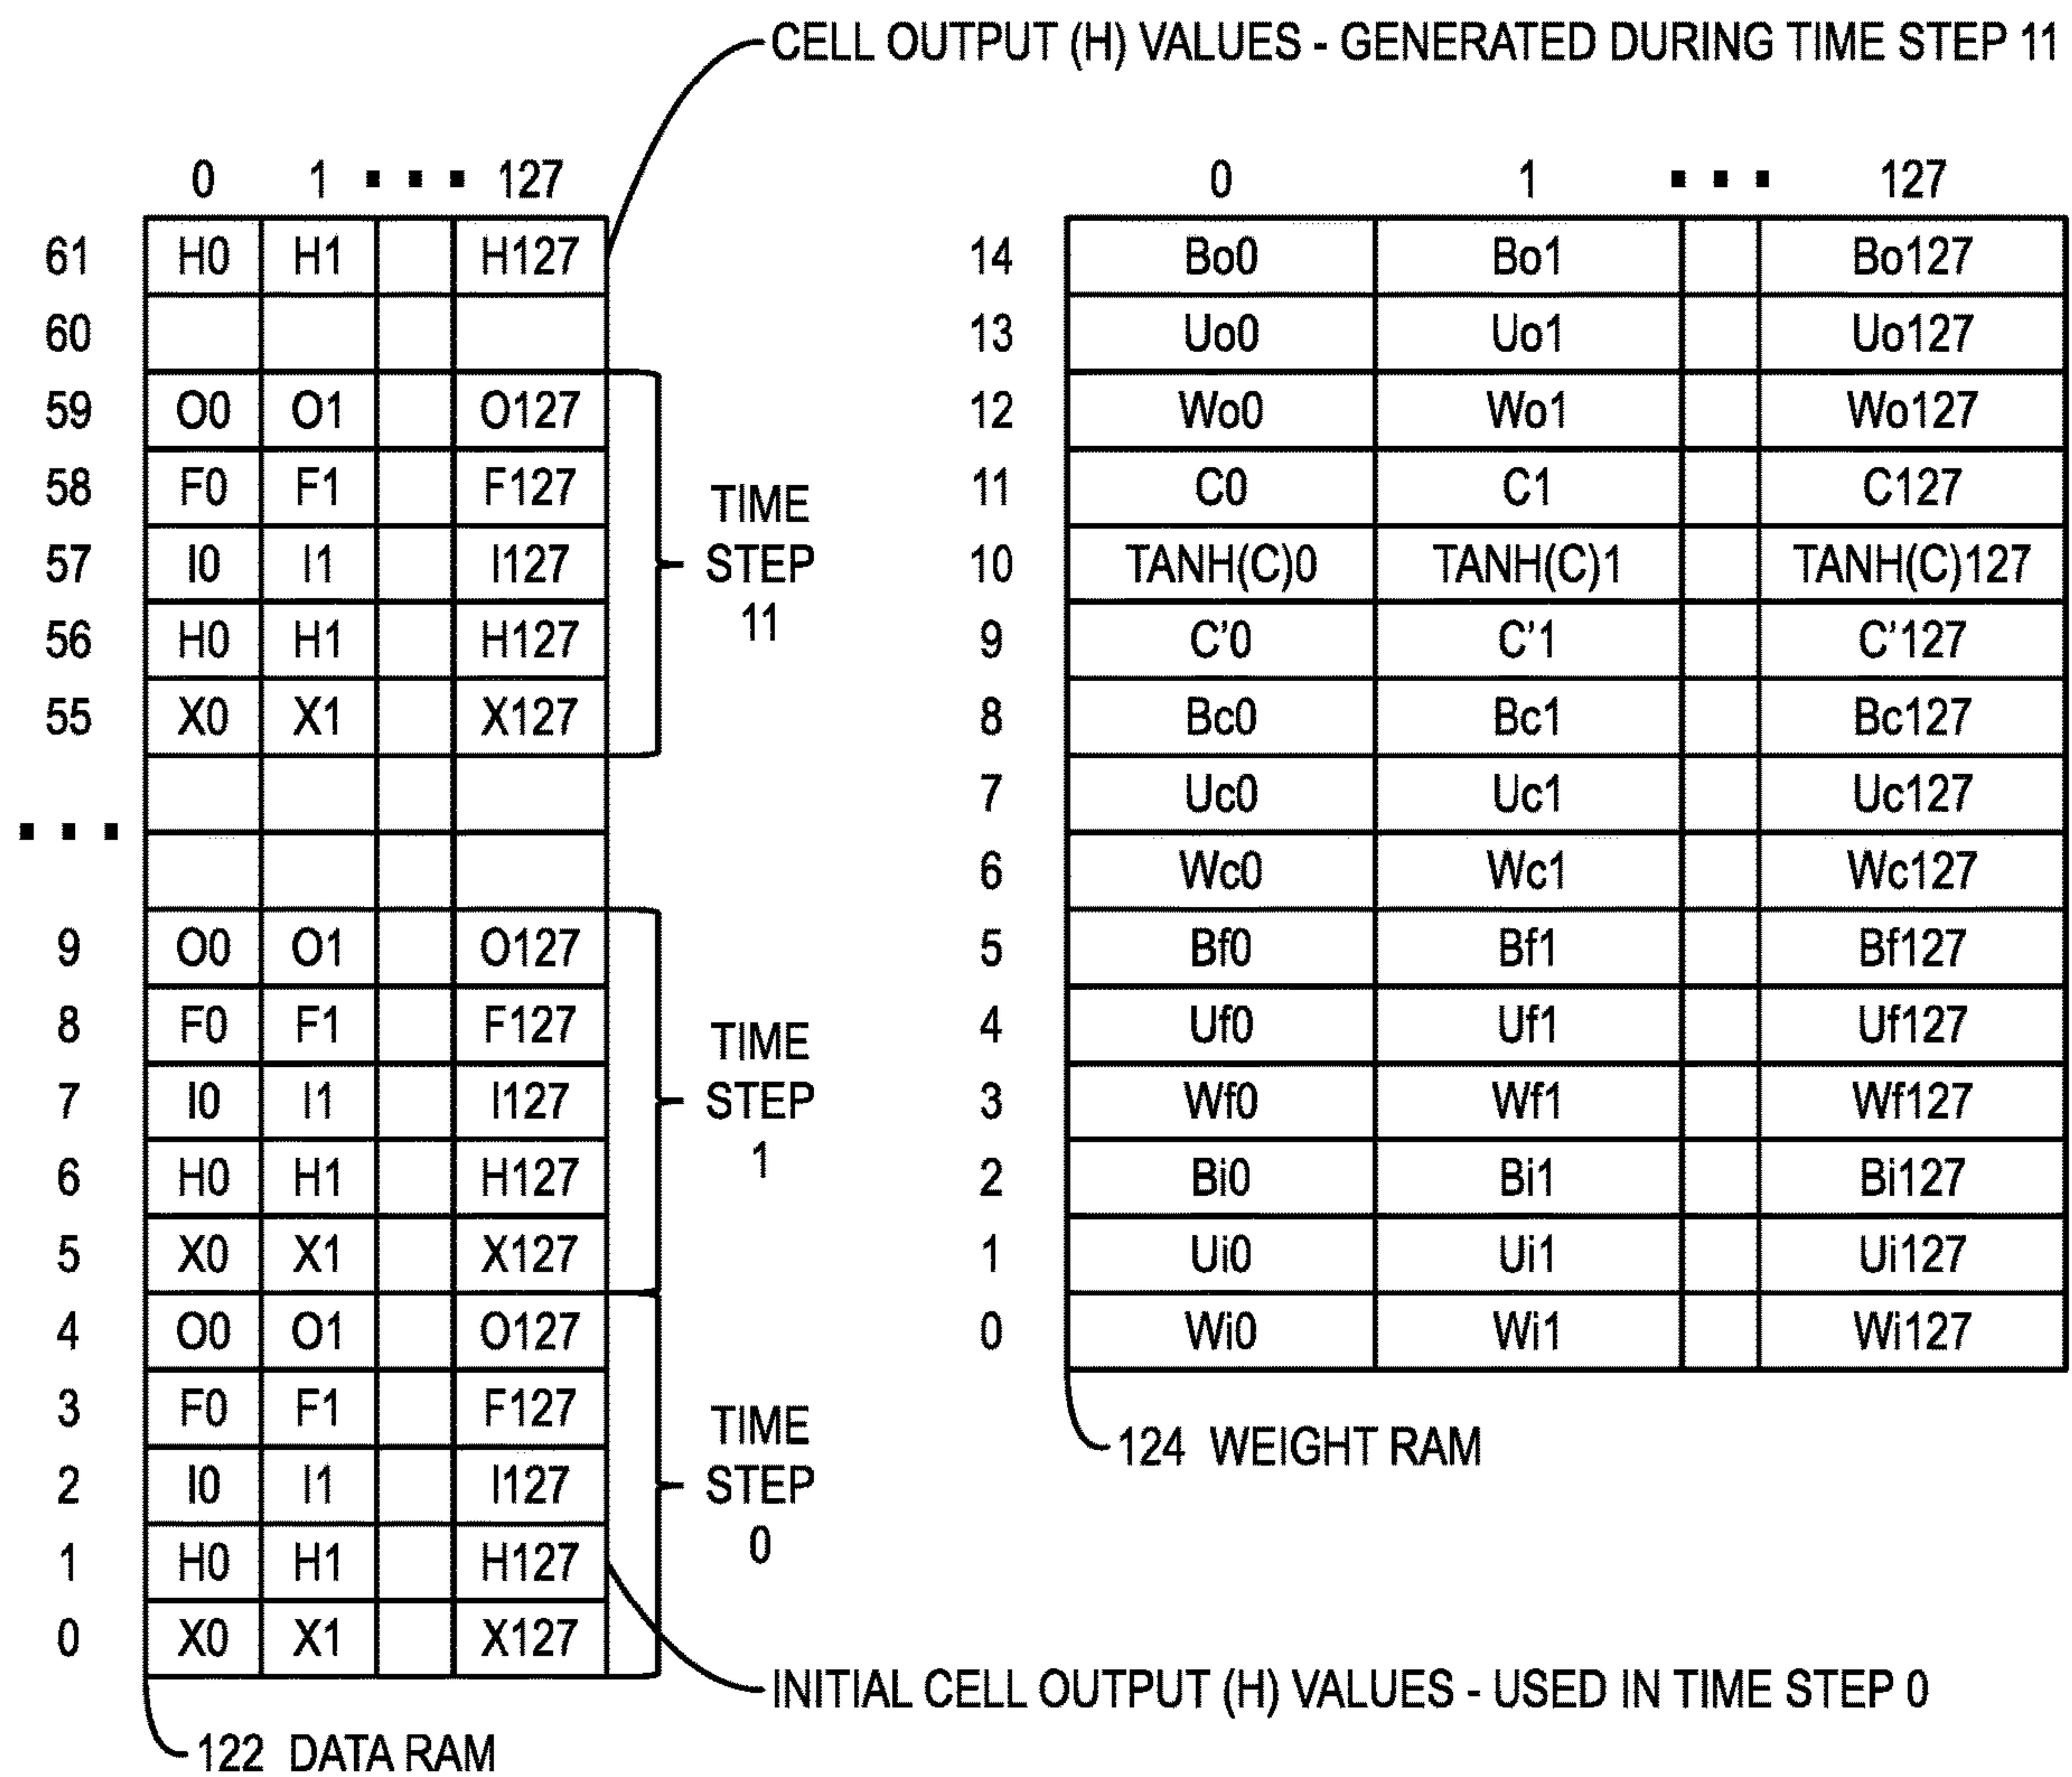 CELL OUTPUT (H) VALUES - GENERATED DURING TIME STEP 11
0 1 ■ ■ ■ 127
61 H0 H1 H127
60
59 O0 O1 O127
58 F0 F1 F127
57 I0 I1 I127
56 H0 H1 H127
55 X0 X1 X127
TIME
STEP
11
■ ■ ■
9 O0 O1 O127
8 F0 F1 F127
7 I0 I1 I127
6 H0 H1 H127
5 X0 X1 X127
TIME
STEP
1
4 O0 O1 O127
3 F0 F1 F127
2 I0 I1 I127
1 H0 H1 H127
0 X0 X1 X127
TIME
STEP
0
INITIAL CELL OUTPUT (H) VALUES - USED IN TIME STEP 0
122 DATA RAM
0 1 ■ ■ ■ 127
14 Bo0 Bo1 Bo127
13 Uo0 Uo1 Uo127
12 Wo0 Wo1 Wo127
11 C0 C1 C127
10 TANH(C)0 TANH(C)1 TANH(C)127
9 C'0 C'1 C'127
8 Bc0 Bc1 Bc127
7 Uc0 Uc1 Uc127
6 Wc0 Wc1 Wc127
5 Bf0 Bf1 Bf127
4 Uf0 Uf1 Uf127
3 Wf0 Wf1 Wf127
2 Bi0 Bi1 Bi127
1 Ui0 Ui1 Ui127
0 Wi0 Wi1 Wi127
124 WEIGHT RAM